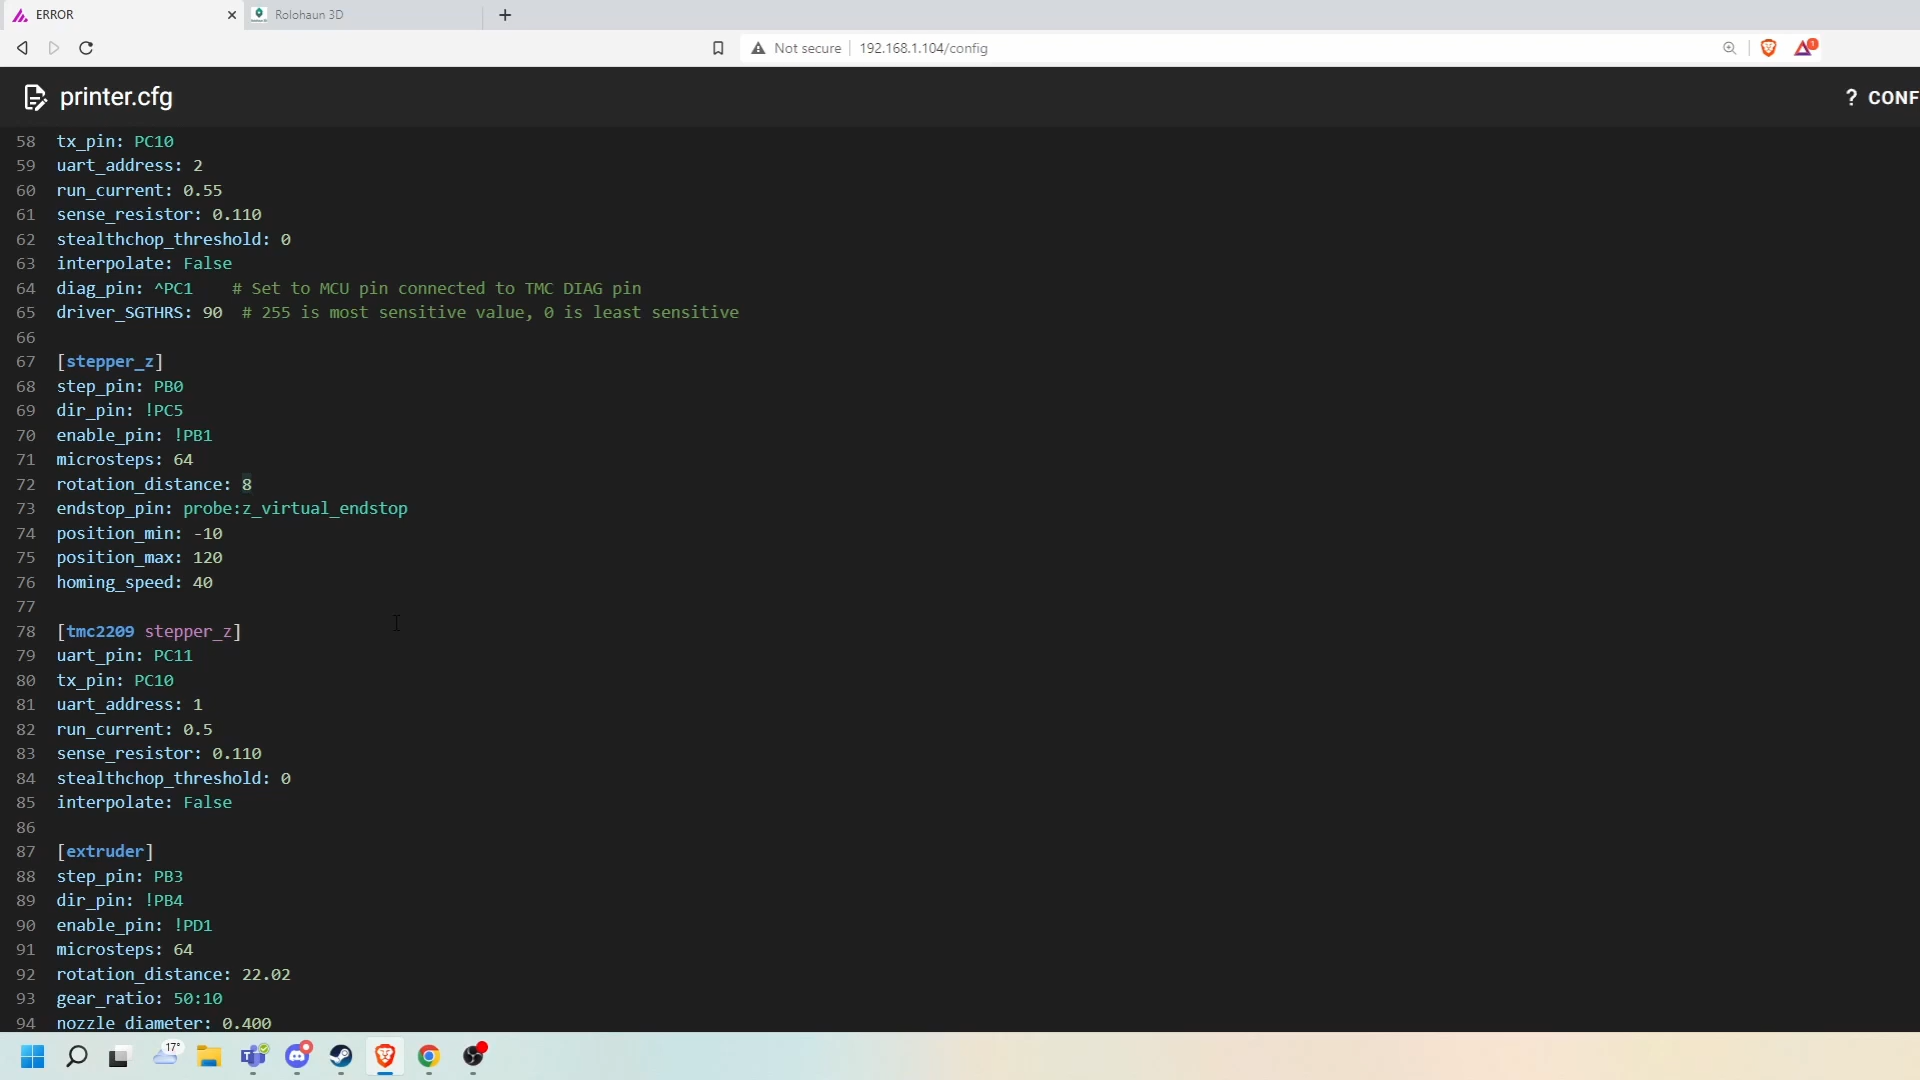 ERROR
Rolohaun 3D
Not secure
192.168.1.104/config
1
printer.cfg
? CONF
58 tx_pin: PC10
59 uart_address: 2
60 run_current: 0.55
61 sense_resistor: 0.110
62 stealthchop_threshold: 0
63 interpolate: False
64 diag_pin: ^PC1 # Set to MCU pin connected to TMC DIAG pin
65 driver_SGTHRS: 90 # 255 is most sensitive value, 0 is least sensitive
66
67 [stepper_z]
68 step_pin: PB0
69 dir_pin: !PC5
70 enable_pin: !PB1
71 microsteps: 64
72 rotation_distance: 8
73 endstop_pin: probe:z_virtual_endstop
74 position_min: -10
75 position_max: 120
76 homing_speed: 40
77
78 [tmc2209 stepper_z]
79 uart_pin: PC11
80 tx_pin: PC10
81 uart_address: 1
82 run_current: 0.5
83 sense_resistor: 0.110
84 stealthchop_threshold: 0
85 interpolate: False
86
87 [extruder]
88 step_pin: PB3
89 dir_pin: !PB4
90 enable_pin: !PD1
91 microsteps: 64
92 rotation_distance: 22.02
93 gear_ratio: 50:10
94 nozzle_diameter: 0.400
17°